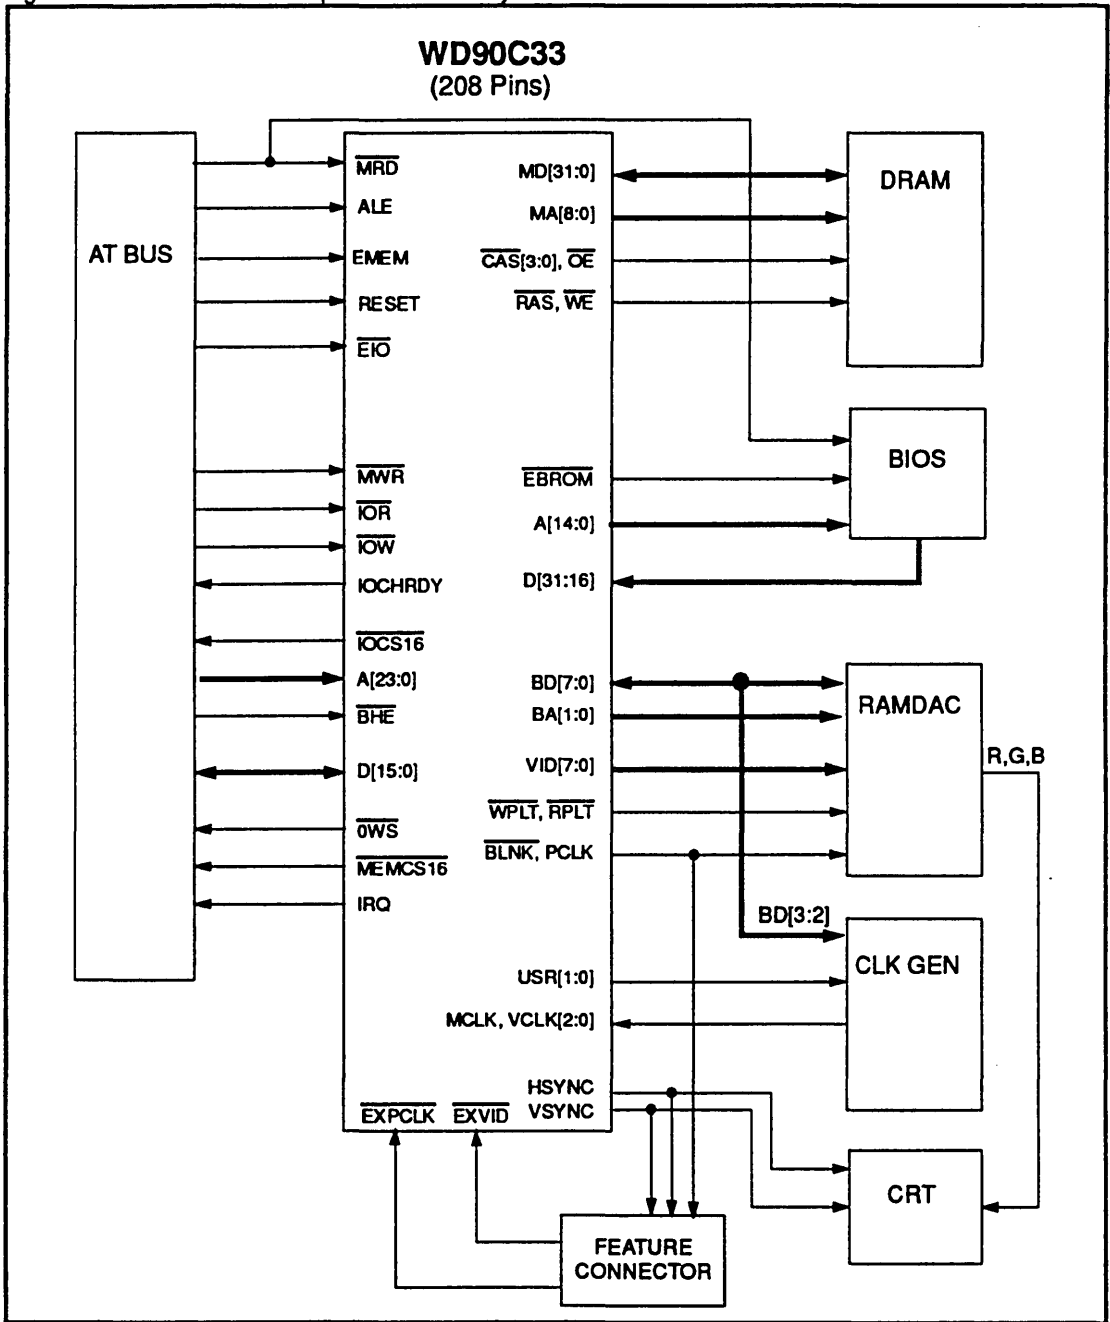 WD90C33
(208 Pins)
AT BUS
MRD
ALE
EMEM
RESET
EIO
MWR
IOR
IOW
IOCHRDY
IOCS16
A[23:0]
BHE
D[15:0]
0WS
MEMCS16
IRQ
EXPCLK EXVID
MD[31:0]
MA[8:0]
CAS[3:0], OE
RAS, WE
EBROM
A[14:0]
D[31:16]
BD[7:0]
BA[1:0]
VID[7:0]
WPLT, RPLT
BLNK, PCLK
BD[3:2]
USR[1:0]
MCLK, VCLK[2:0]
HSYNC
VSYNC
DRAM
BIOS
RAMDAC
R,G,B
CLK GEN
CRT
FEATURE
CONNECTOR